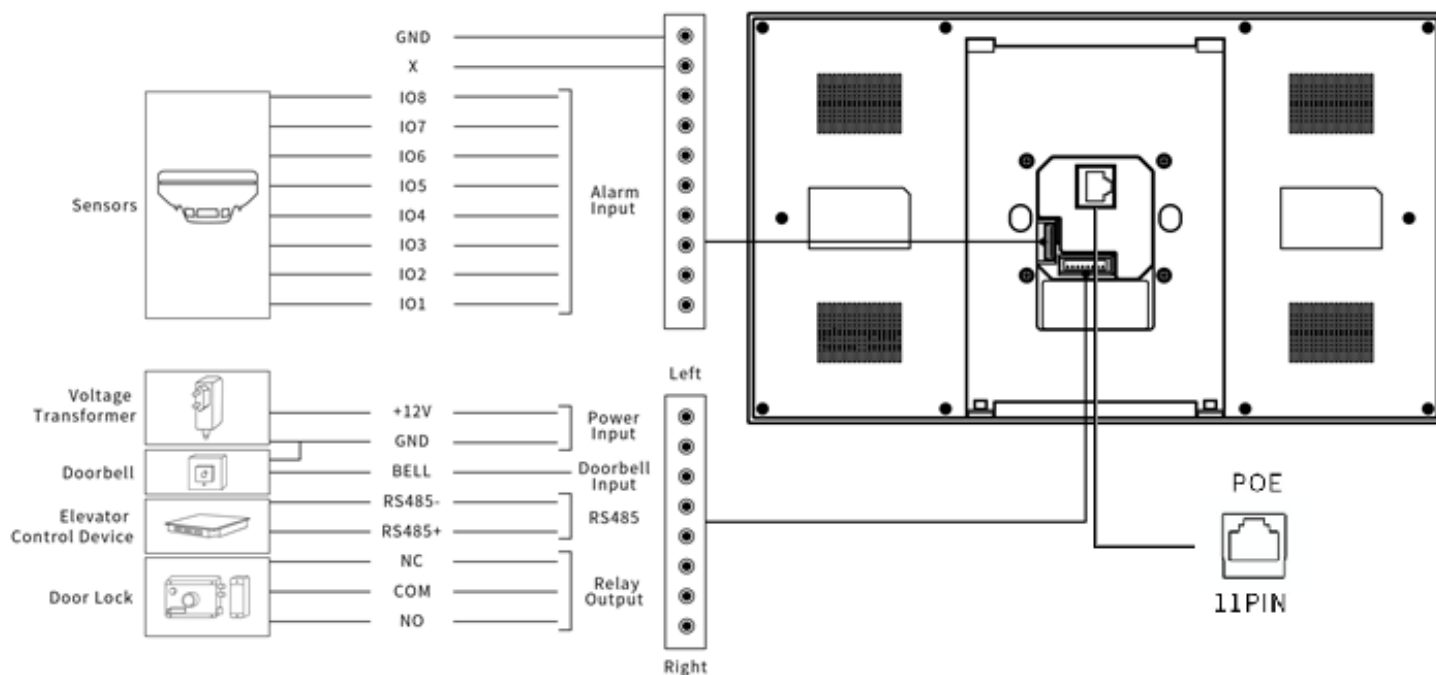 GND
X
IO8
IO7
IO6
IO5
IO4
IO3
IO2
IO1
Sensors
Alarm
Input
Left
Voltage
Transformer
+12V
GND
Power
Input
Doorbell
BELL
Doorbell
Input
Elevator
Control Device
RS485-
RS485+
RS485
Door Lock
NC
COM
NO
Relay
Output
Right
POE
11PIN